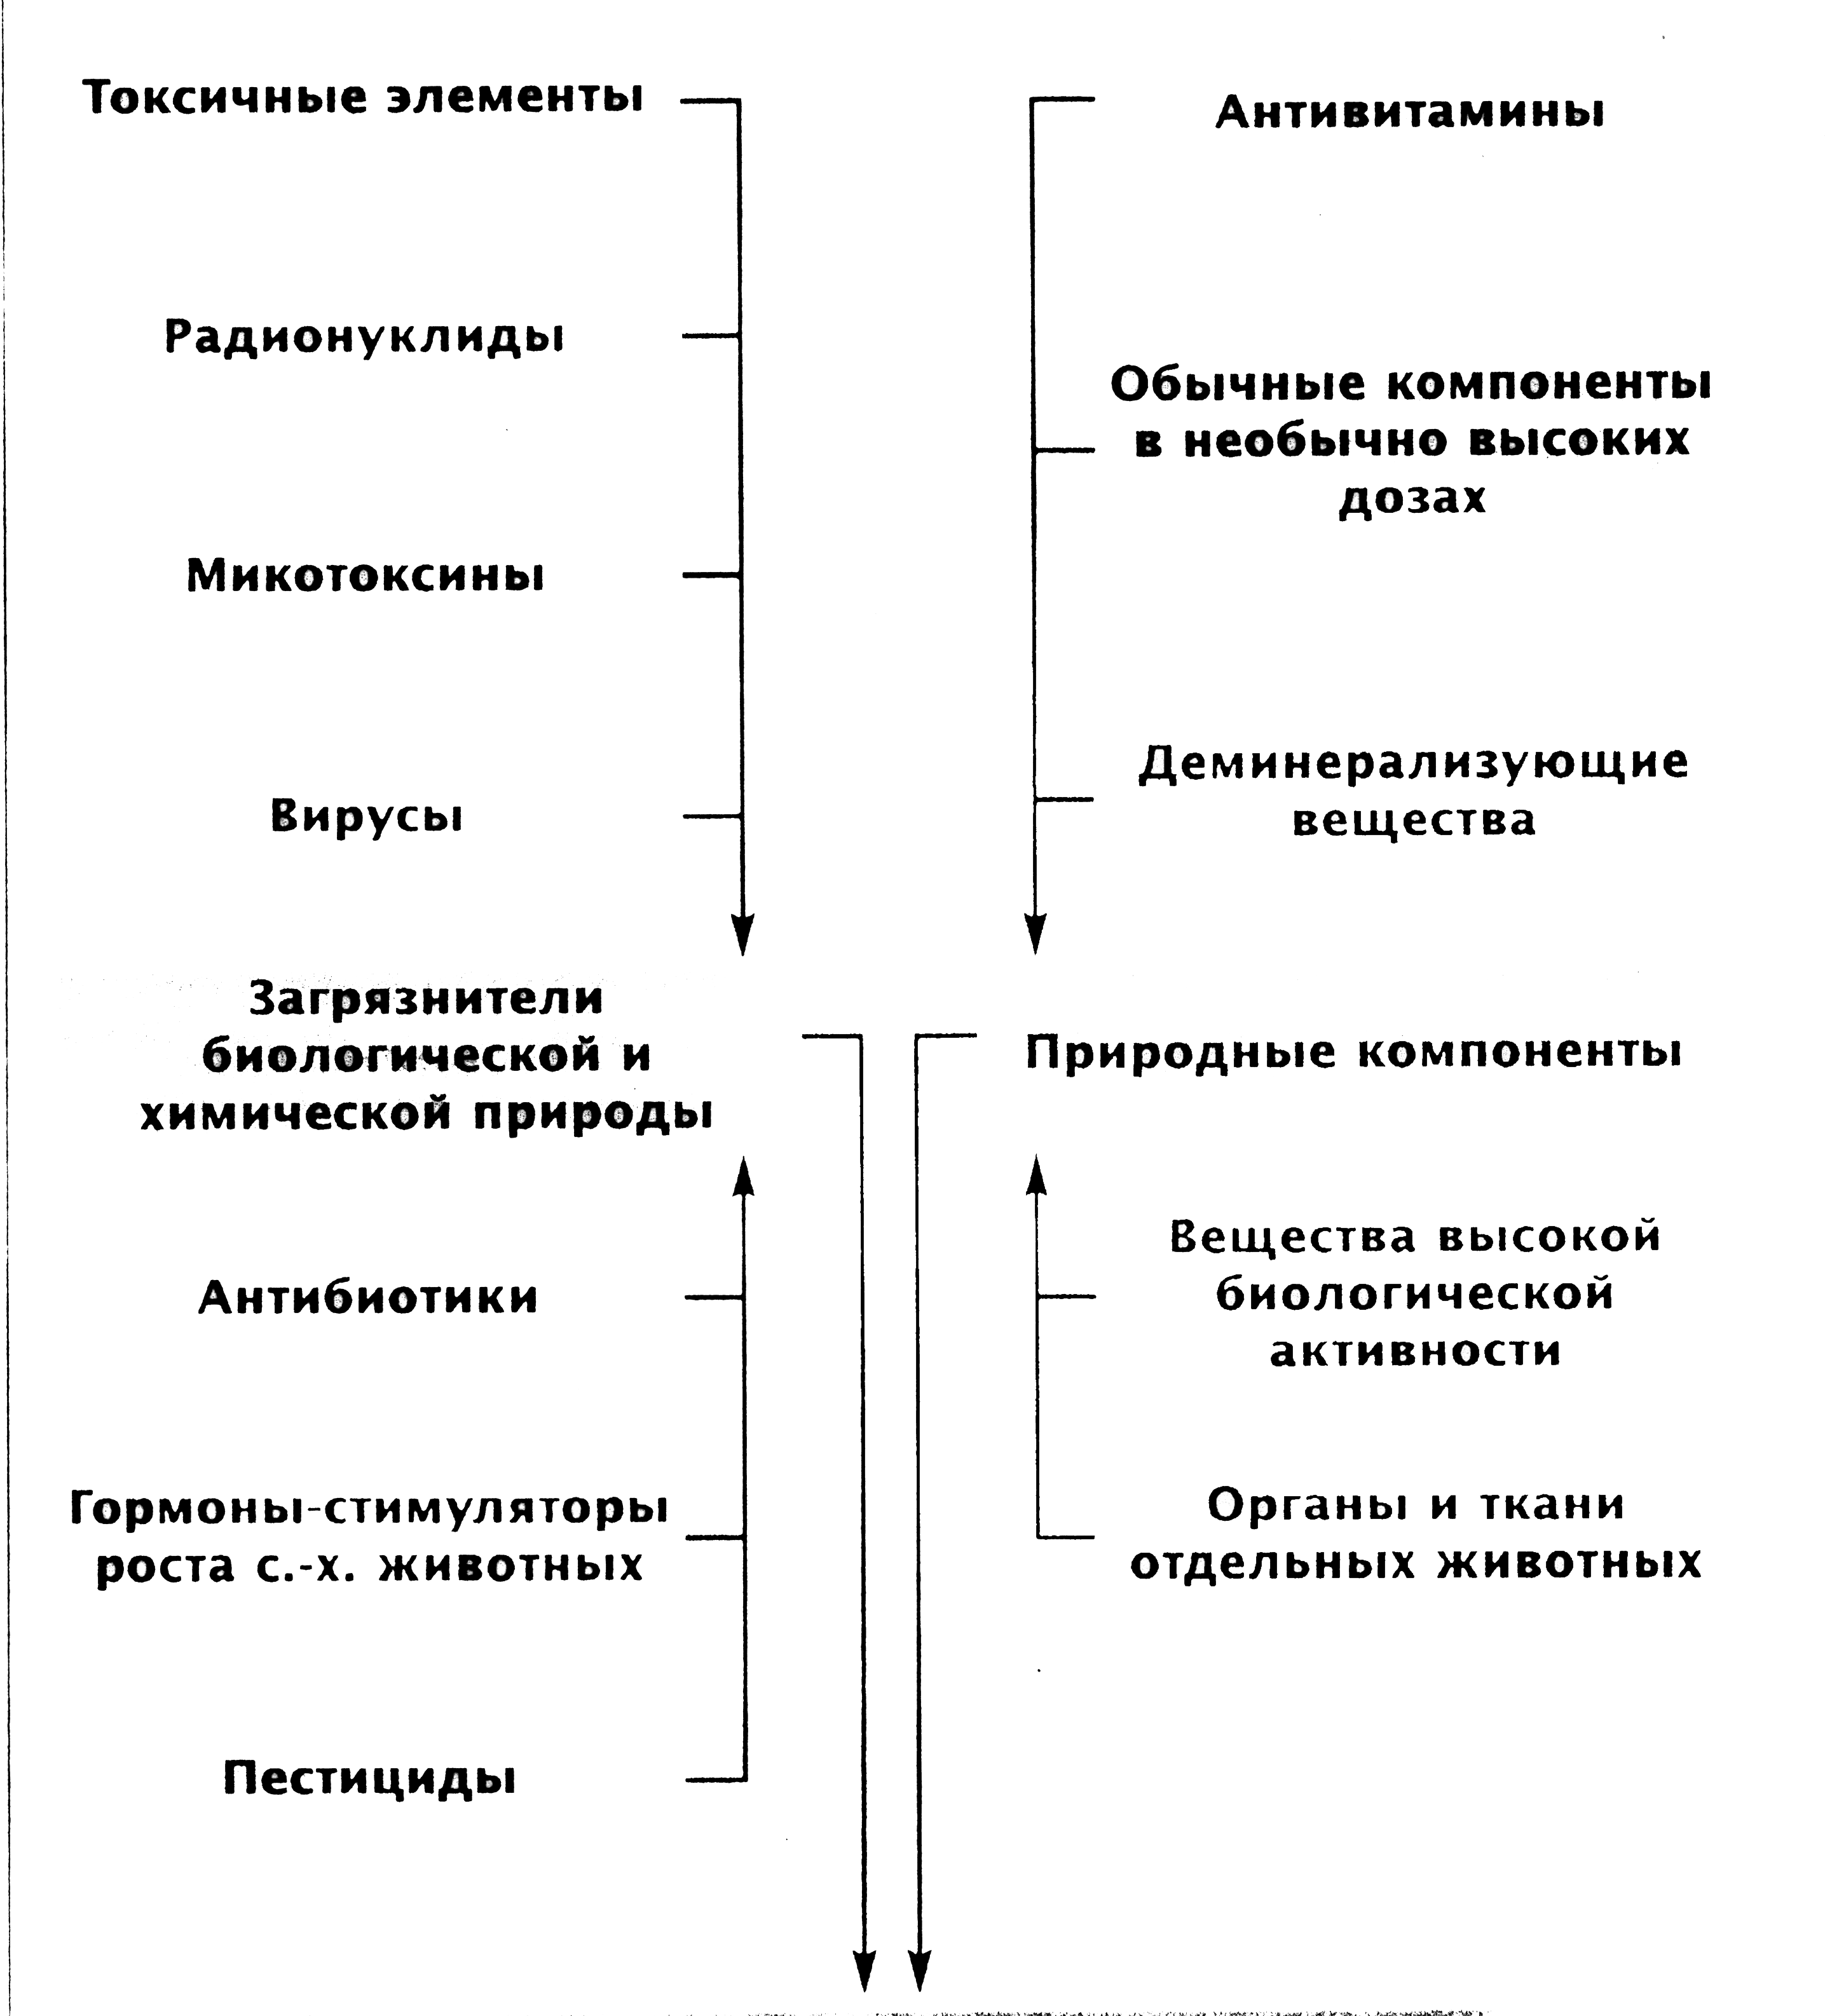 Токсичные элементы
Радионуклиды
Микотоксины
Вирусы
Загрязнители
биологической и
химической природы
Антибиотики
Гормоны-стимуляторы
роста с.-х. животных
Пестициды
Антивитамины
Обычные компоненты
в необычно высоких
дозах
Деминерализующие
вещества
Природные компоненты
Вещества высокой
биологической
активности
Органы и ткани
отдельных животных